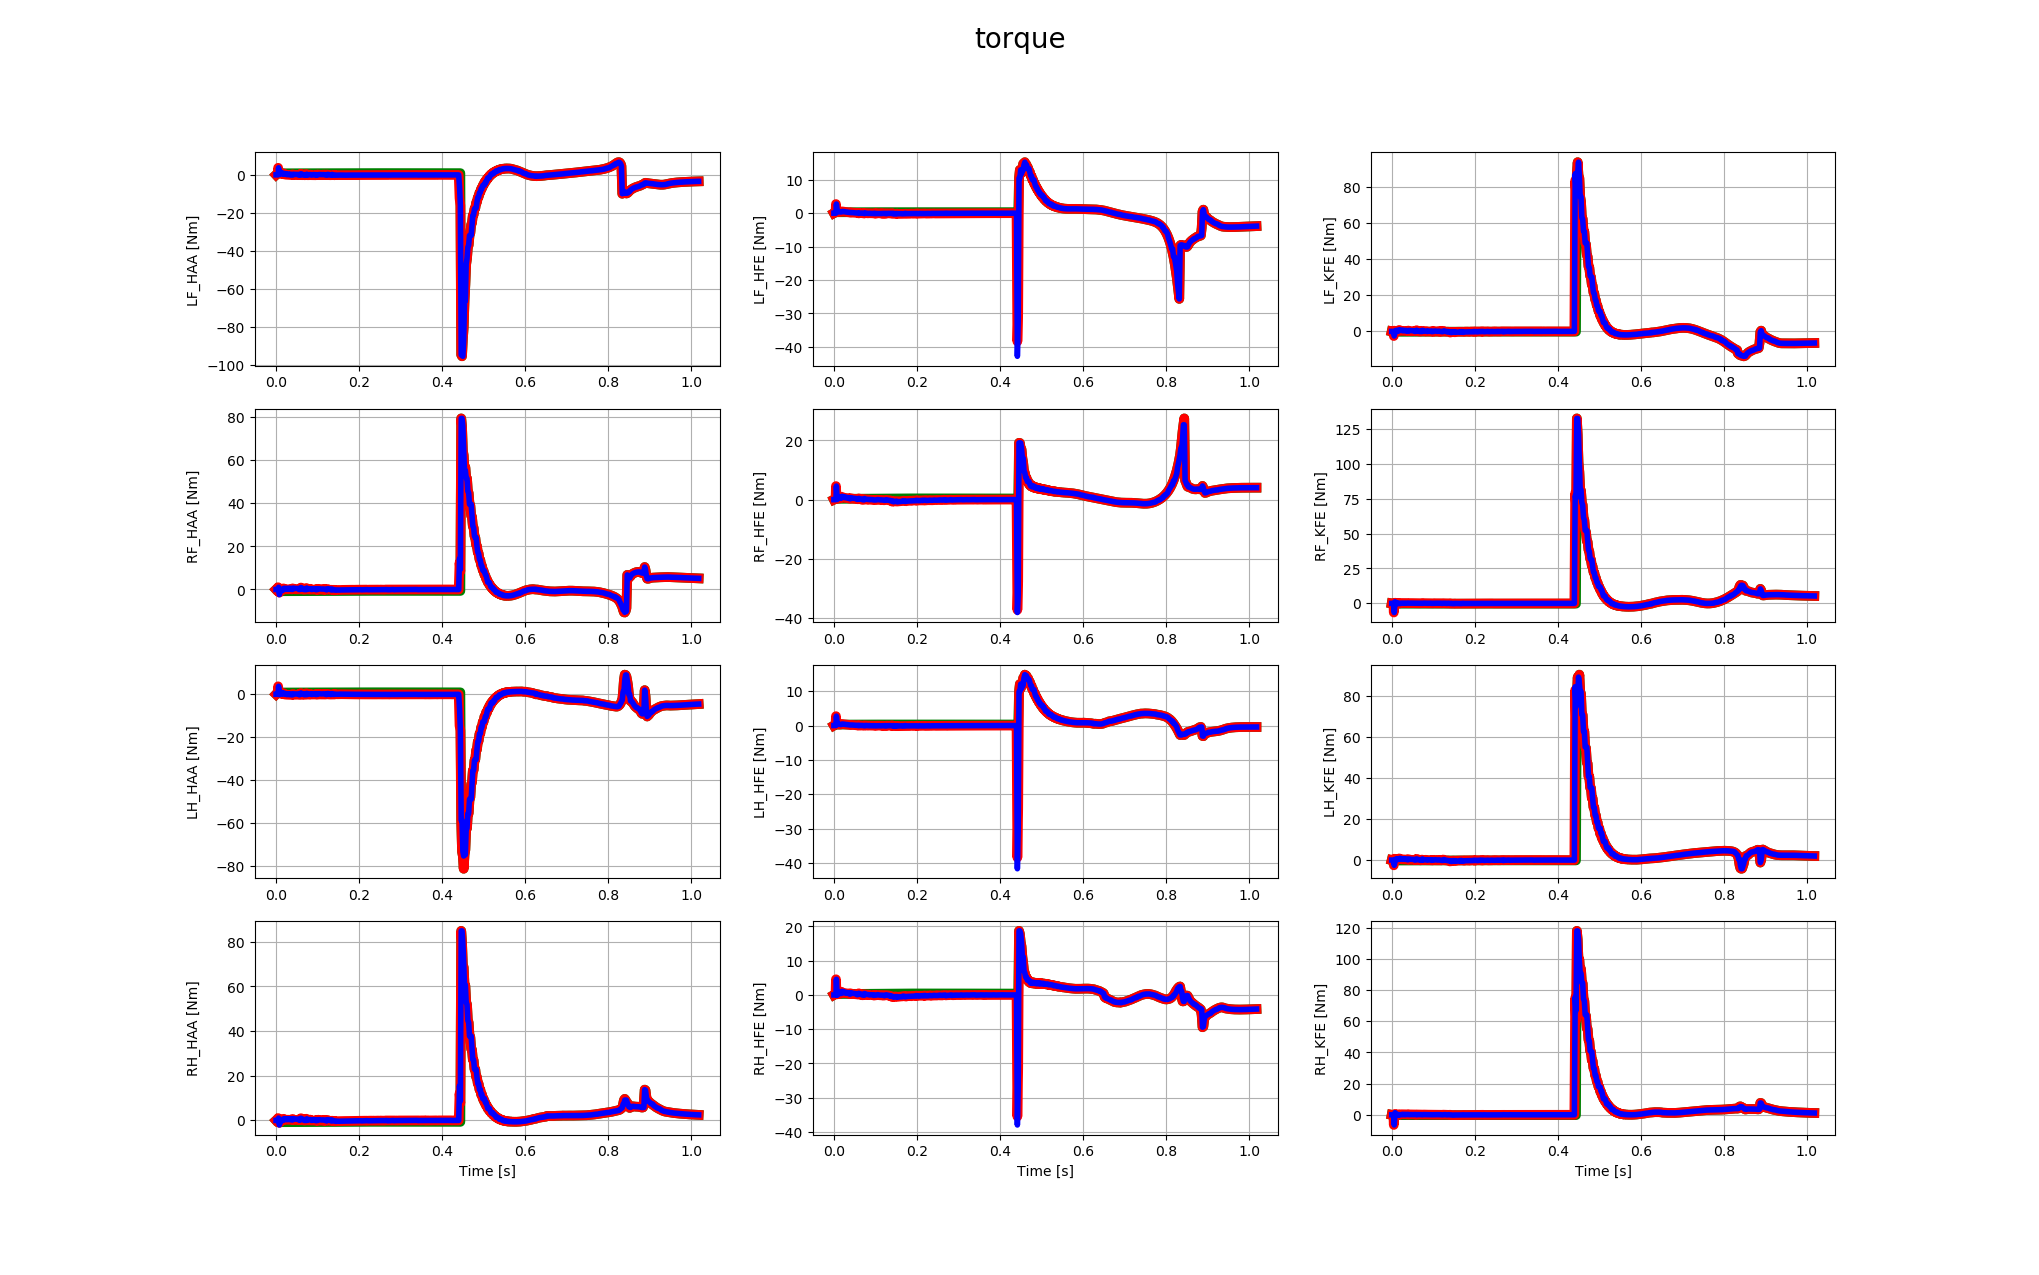 torque
LF_HAA [Nm]
0
−20
−40
−60
−80
−100
0.0 0.2 0.4 0.6 0.8 1.0
LF_HFE [Nm]
10
0
−10
−20
−30
−40
0.0 0.2 0.4 0.6 0.8 1.0
LF_KFE [Nm]
80
60
40
20
0
0.0 0.2 0.4 0.6 0.8 1.0
RF_HAA [Nm]
80
60
40
20
0
0.0 0.2 0.4 0.6 0.8 1.0
RF_HFE [Nm]
20
0
−20
−40
0.0 0.2 0.4 0.6 0.8 1.0
RF_KFE [Nm]
125
100
75
50
25
0
0.0 0.2 0.4 0.6 0.8 1.0
LH_HAA [Nm]
0
−20
−40
−60
−80
0.0 0.2 0.4 0.6 0.8 1.0
LH_HFE [Nm]
10
0
−10
−20
−30
−40
0.0 0.2 0.4 0.6 0.8 1.0
LH_KFE [Nm]
80
60
40
20
0
0.0 0.2 0.4 0.6 0.8 1.0
RH_HAA [Nm]
80
60
40
20
0
0.0 0.2 0.4 0.6 0.8 1.0
Time [s]
RH_HFE [Nm]
20
10
0
−10
−20
−30
−40
0.0 0.2 0.4 0.6 0.8 1.0
Time [s]
RH_KFE [Nm]
120
100
80
60
40
20
0
0.0 0.2 0.4 0.6 0.8 1.0
Time [s]